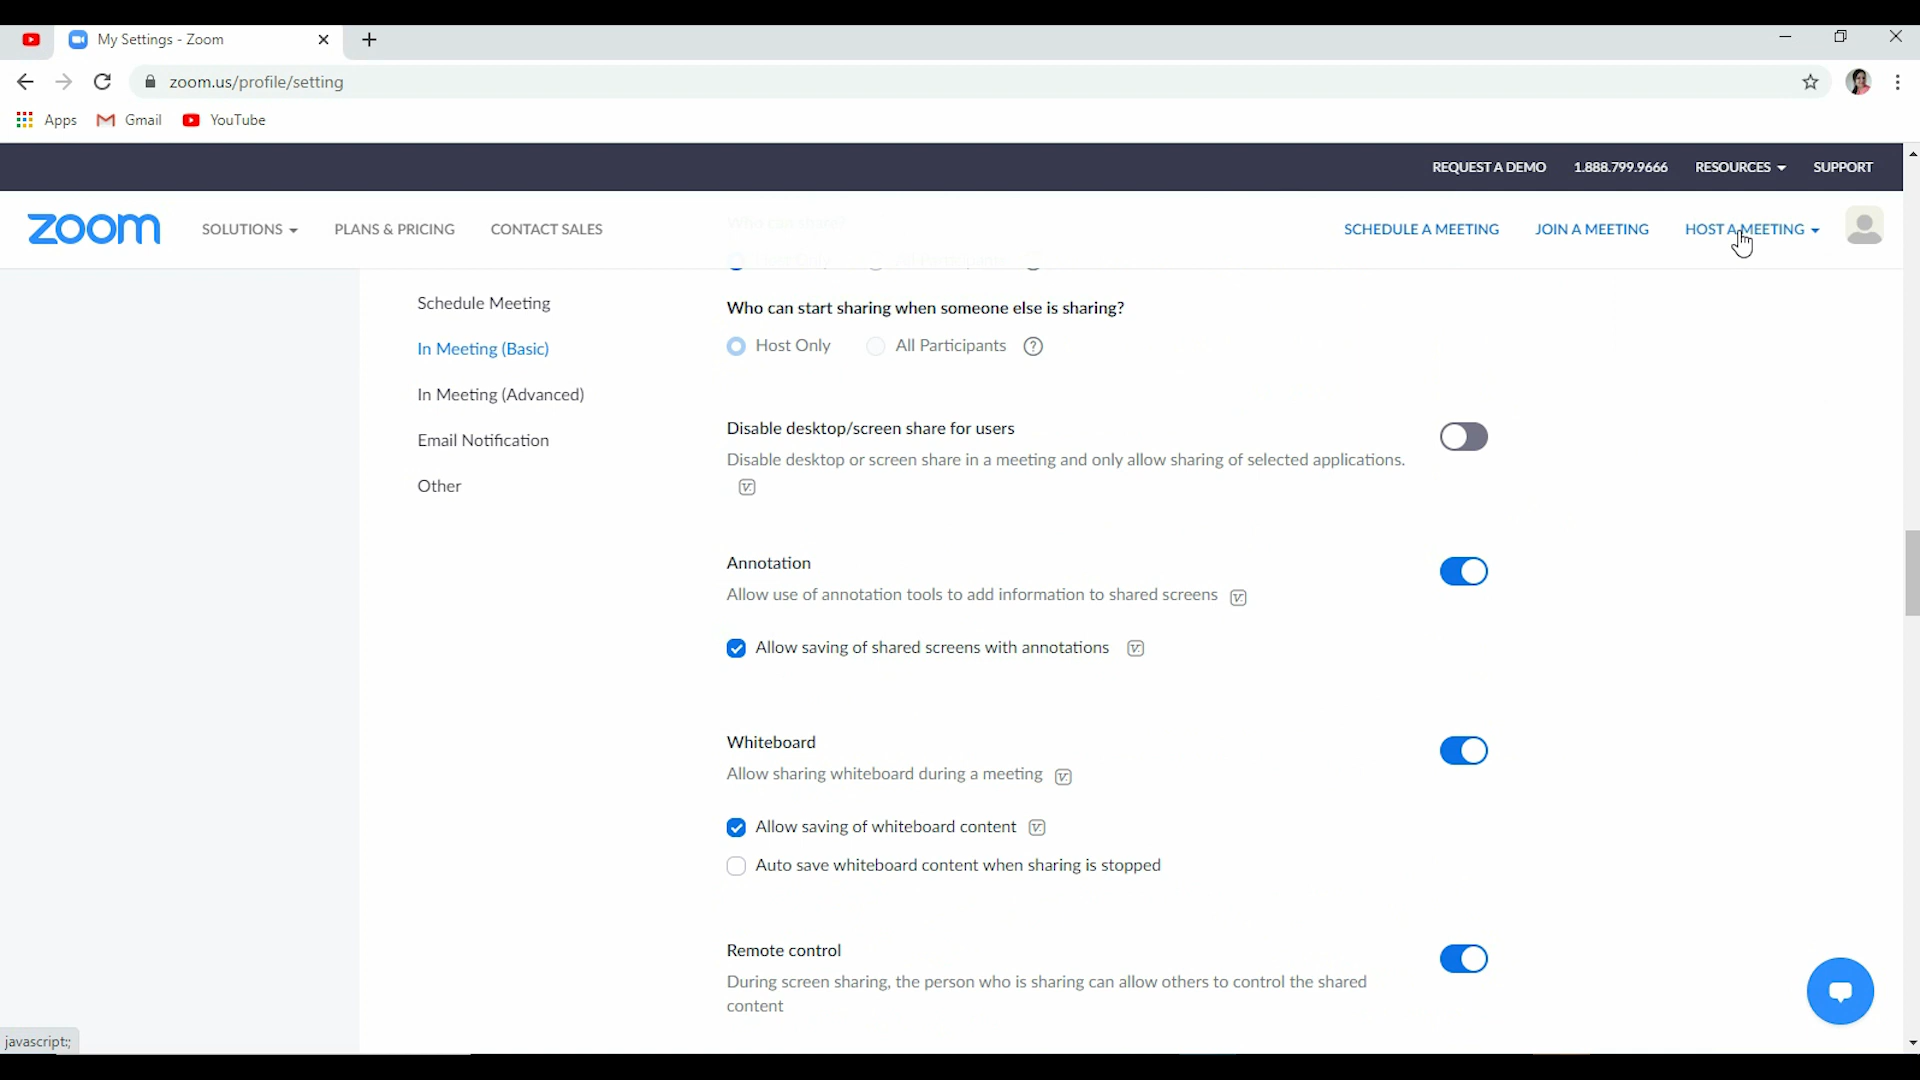 My Settings - Zoom
zoom.us/profile/setting
Apps
Gmail
YouTube
REQUEST A DEMO
1.888.799.9666
RESOURCES
SUPPORT
zoom
SOLUTIONS
PLANS & PRICING
CONTACT SALES
SCHEDULE A MEETING
JOIN A MEETING
HOST A MEETING
Schedule Meeting
In Meeting (Basic)
In Meeting (Advanced)
Email Notification
Other
Who can start sharing when someone else is sharing?
Host Only
All Participants
?
Disable desktop/screen share for users
Disable desktop or screen share in a meeting and only allow sharing of selected applications.
Annotation
Allow use of annotation tools to add information to shared screens
Allow saving of shared screens with annotations
Whiteboard
Allow sharing whiteboard during a meeting
Allow saving of whiteboard content
Auto save whiteboard content when sharing is stopped
Remote control
During screen sharing, the person who is sharing can allow others to control the shared
content
javascript:;